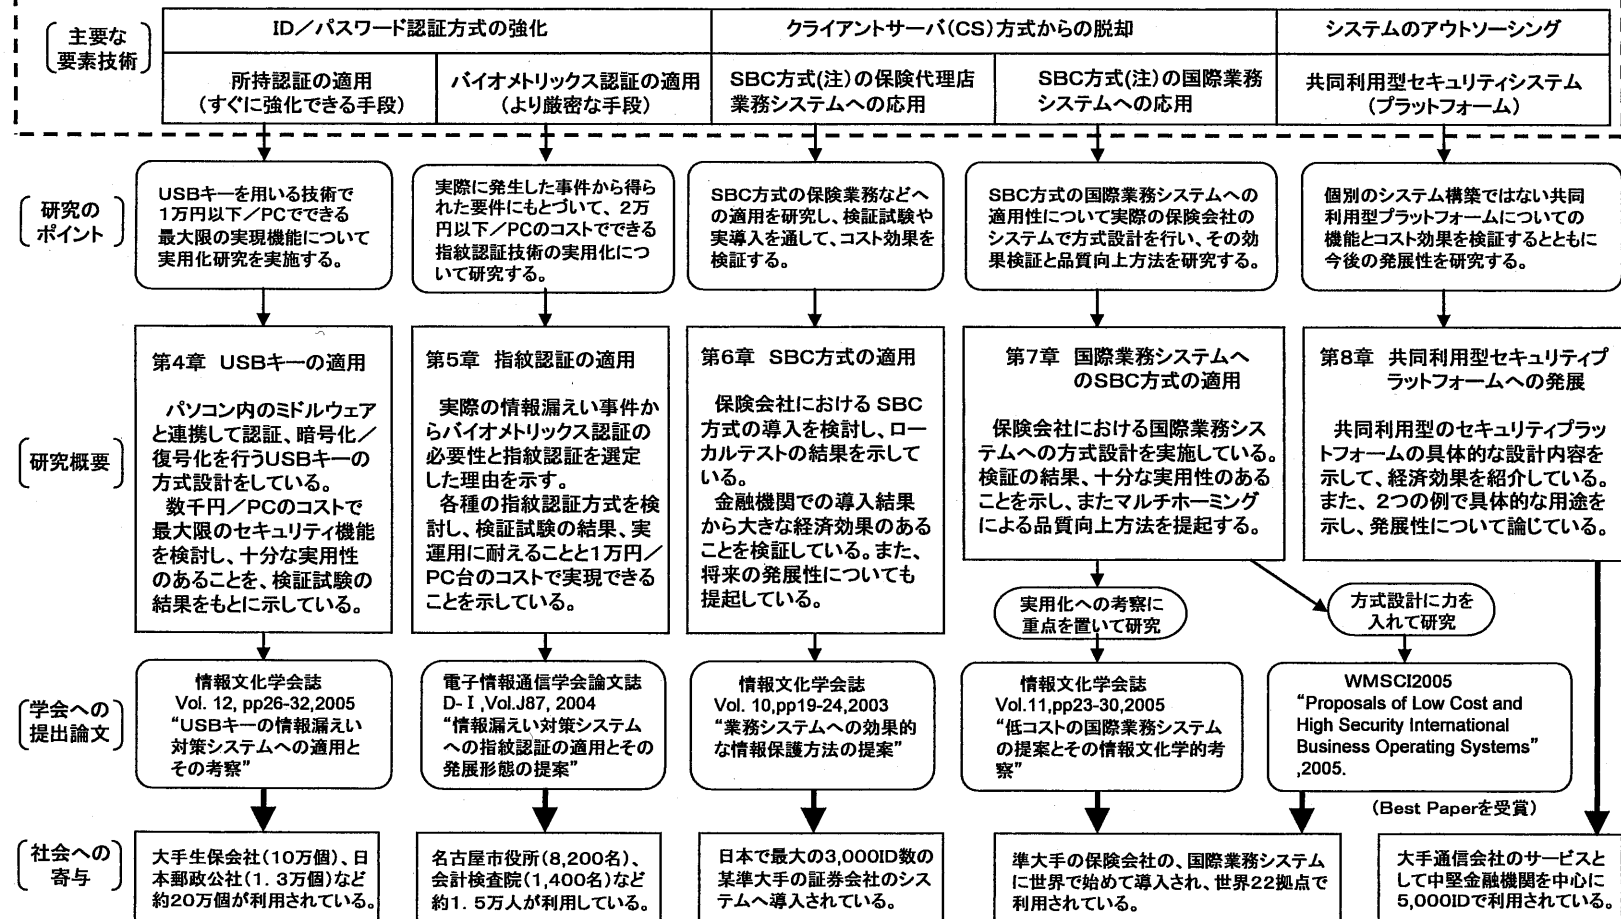 主要な
要素技術
ID／パスワード認証方式の強化
クライアントサーバ(CS)方式からの脱却
システムのアウトソーシング
所持認証の適用
(すぐに強化できる手段)
バイオメトリックス認証の適用
(より厳密な手段)
SBC方式(注)の保険代理店
業務システムへの応用
SBC方式(注)の国際業務
システムへの応用
共同利用型セキュリティシステム
(プラットフォーム)
研究の
ポイント
USBキーを用いる技術で
1万円以下／PCでできる
最大限の実現機能について
実用化研究を実施する。
実際に発生した事件から得ら
れた要件にもとづいて、2万
円以下／PCのコストでできる
指紋認証技術の実用化につ
いて研究する。
SBC方式の保険業務などへ
の適用を研究し、検証試験や
実導入を通して、コスト効果を
検証する。
SBC方式の国際業務システムへの
適用性について実際の保険会社の
システムで方式設計を行い、その効
果検証と品質向上方法を研究する。
個別のシステム構築ではない共同
利用型プラットフォームについての
機能とコスト効果を検証するとともに
今後の発展性を研究する。
研究概要
第4章 USBキーの適用
パソコン内のミドルウェア
と連携して認証、暗号化／
復号化を行うUSBキーの
方式設計をしている。
数千円／PCのコストで
最大限のセキュリティ機能
を検討し、十分な実用性
のあることを、検証試験の
結果をもとに示している。
第5章 指紋認証の適用
実際の情報漏えい事件か
らバイオメトリックス認証の
必要性と指紋認証を選定
した理由を示す。
各種の指紋認証方式を検
討し、検証試験の結果、実
運用に耐えることと1万円／
PC台のコストで実現できる
ことを示している。
第6章 SBC方式の適用
保険会社における SBC
方式の導入を検討し、ロー
カルテストの結果を示して
いる。
金融機関での導入結果
から大きな経済効果のある
ことを検証している。また、
将来の発展性についても
提起している。
第7章 国際業務システムへ
のSBC方式の適用
保険会社における国際業務シス
テムへの方式設計を実施している。
検証の結果、十分な実用性のある
ことを示し、またマルチホーミング
による品質向上方法を提起する。
第8章 共同利用型セキュリティプ
ラットフォームへの発展
共同利用型のセキュリティプラッ
トフォームの具体的な設計内容を
示して、経済効果を紹介している。
また、2つの例で具体的な用途を
示し、発展性について論じている。
実用化への考察に
重点を置いて研究
方式設計に力を
入れて研究
学会への
提出論文
情報文化学会誌
Vol. 12, pp26-32,2005
“USBキーの情報漏えい
対策システムへの適用と
その考察”
電子情報通信学会論文誌
D-Ⅰ,Vol.J87, 2004
“情報漏えい対策システム
への指紋認証の適用とその
発展形態の提案”
情報文化学会誌
Vol. 10,pp19-24,2003
“業務システムへの効果的
な情報保護方法の提案”
情報文化学会誌
Vol.11,pp23-30,2005
“低コストの国際業務システム
の提案とその情報文化学的考
察”
WMSCI2005
“Proposals of Low Cost and
High Security International
Business Operating Systems”
,2005.
(Best Paperを受賞)
社会への
寄与
大手生保会社(10万個)、日
本郵政公社(1. 3万個)など
約20万個が利用されている。
名古屋市役所(8,200名)、
会計検査院(1,400名)など
約1. 5万人が利用している。
日本で最大の3,000ID数の
某準大手の証券会社のシス
テムへ導入されている。
準大手の保険会社の、国際業務システム
に世界で始めて導入され、世界22拠点で
利用されている。
大手通信会社のサービスと
して中堅金融機関を中心に
5,000IDで利用されている。